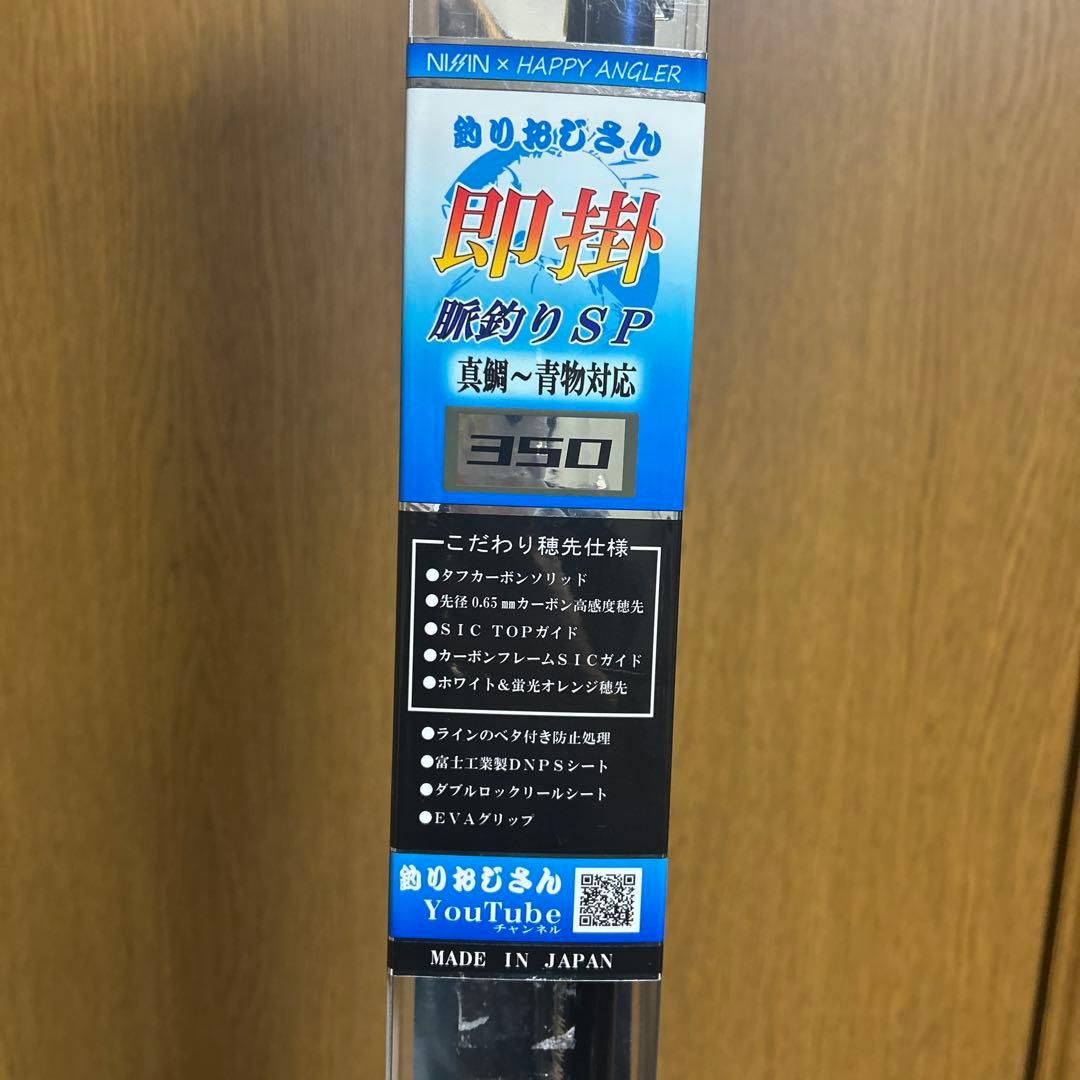 NISSIN × HAPPY ANGLER
釣りおじさん
即掛
脈釣りSP
真鯛～青物対応
350
こだわり穂先仕様
●タフカーボンソリッド
●先径0.65㎜カーボン高感度穂先
●SIC TOPガイド
●カーボンフレームSICガイド
●ホワイト&蛍光オレンジ穂先
●ラインのベタ付き防止処理
●富士工業製DNPSシート
●ダブルロックリールシート
●EVAグリップ
釣りおじさん
YouTube
チャンネル
MADE IN JAPAN